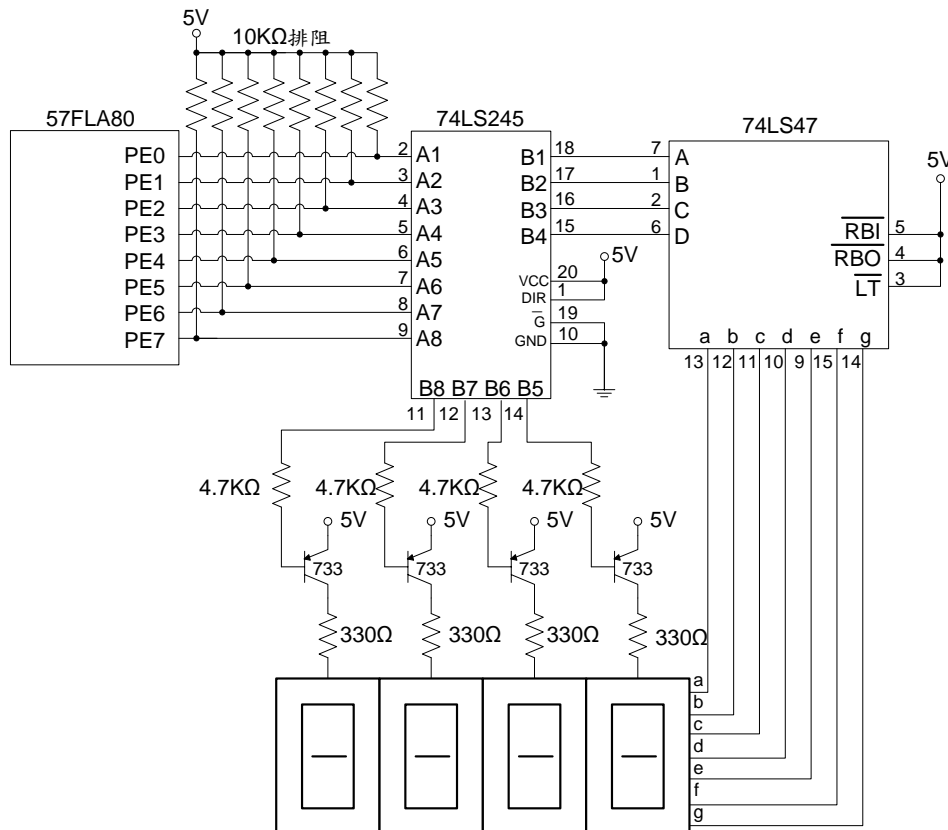 5V
10KΩ排阻
57FLA80
74LS245
74LS47
5V
PE0
PE1
PE2
PE3
PE4
PE5
PE6
PE7
2 A1
3 A2
4 A3
5 A4
6 A5
7 A6
8 A7
9 A8
B1 18
B2 17
B3 16
B4 15
5V
VCC 20
DIR 1
G 19
GND 10
B8 B7 B6 B5
11 12 13 14
7 A
1 B
2 C
6 D
RBI 5
RBO 4
LT 3
a b c d e f g
13 12 11 10 9 15 14
4.7KΩ 4.7KΩ 4.7KΩ 4.7KΩ
5V 5V 5V 5V
733 733 733 733
330Ω 330Ω 330Ω 330Ω
a
b
c
d
e
f
g